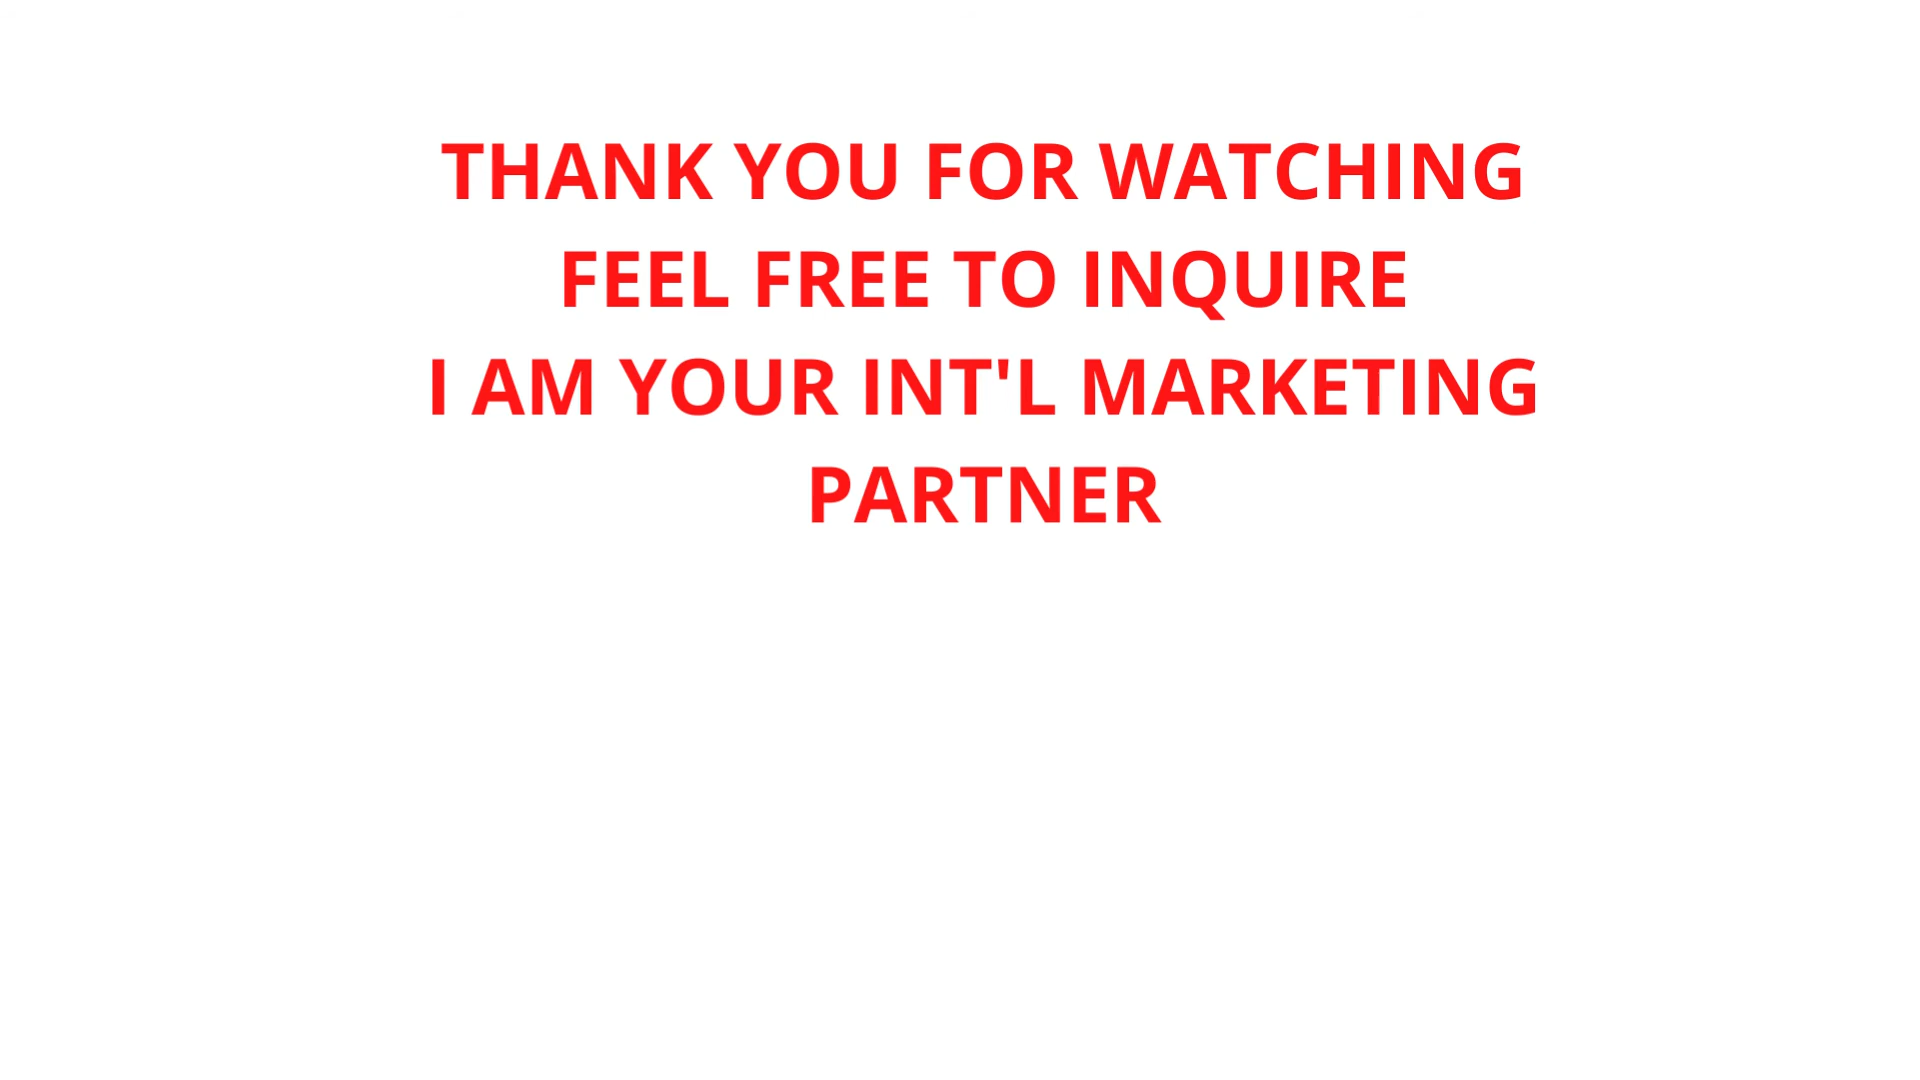 THANK YOU FOR WATCHING
FEEL FREE TO INQUIRE
I AM YOUR INT'L MARKETING
PARTNER